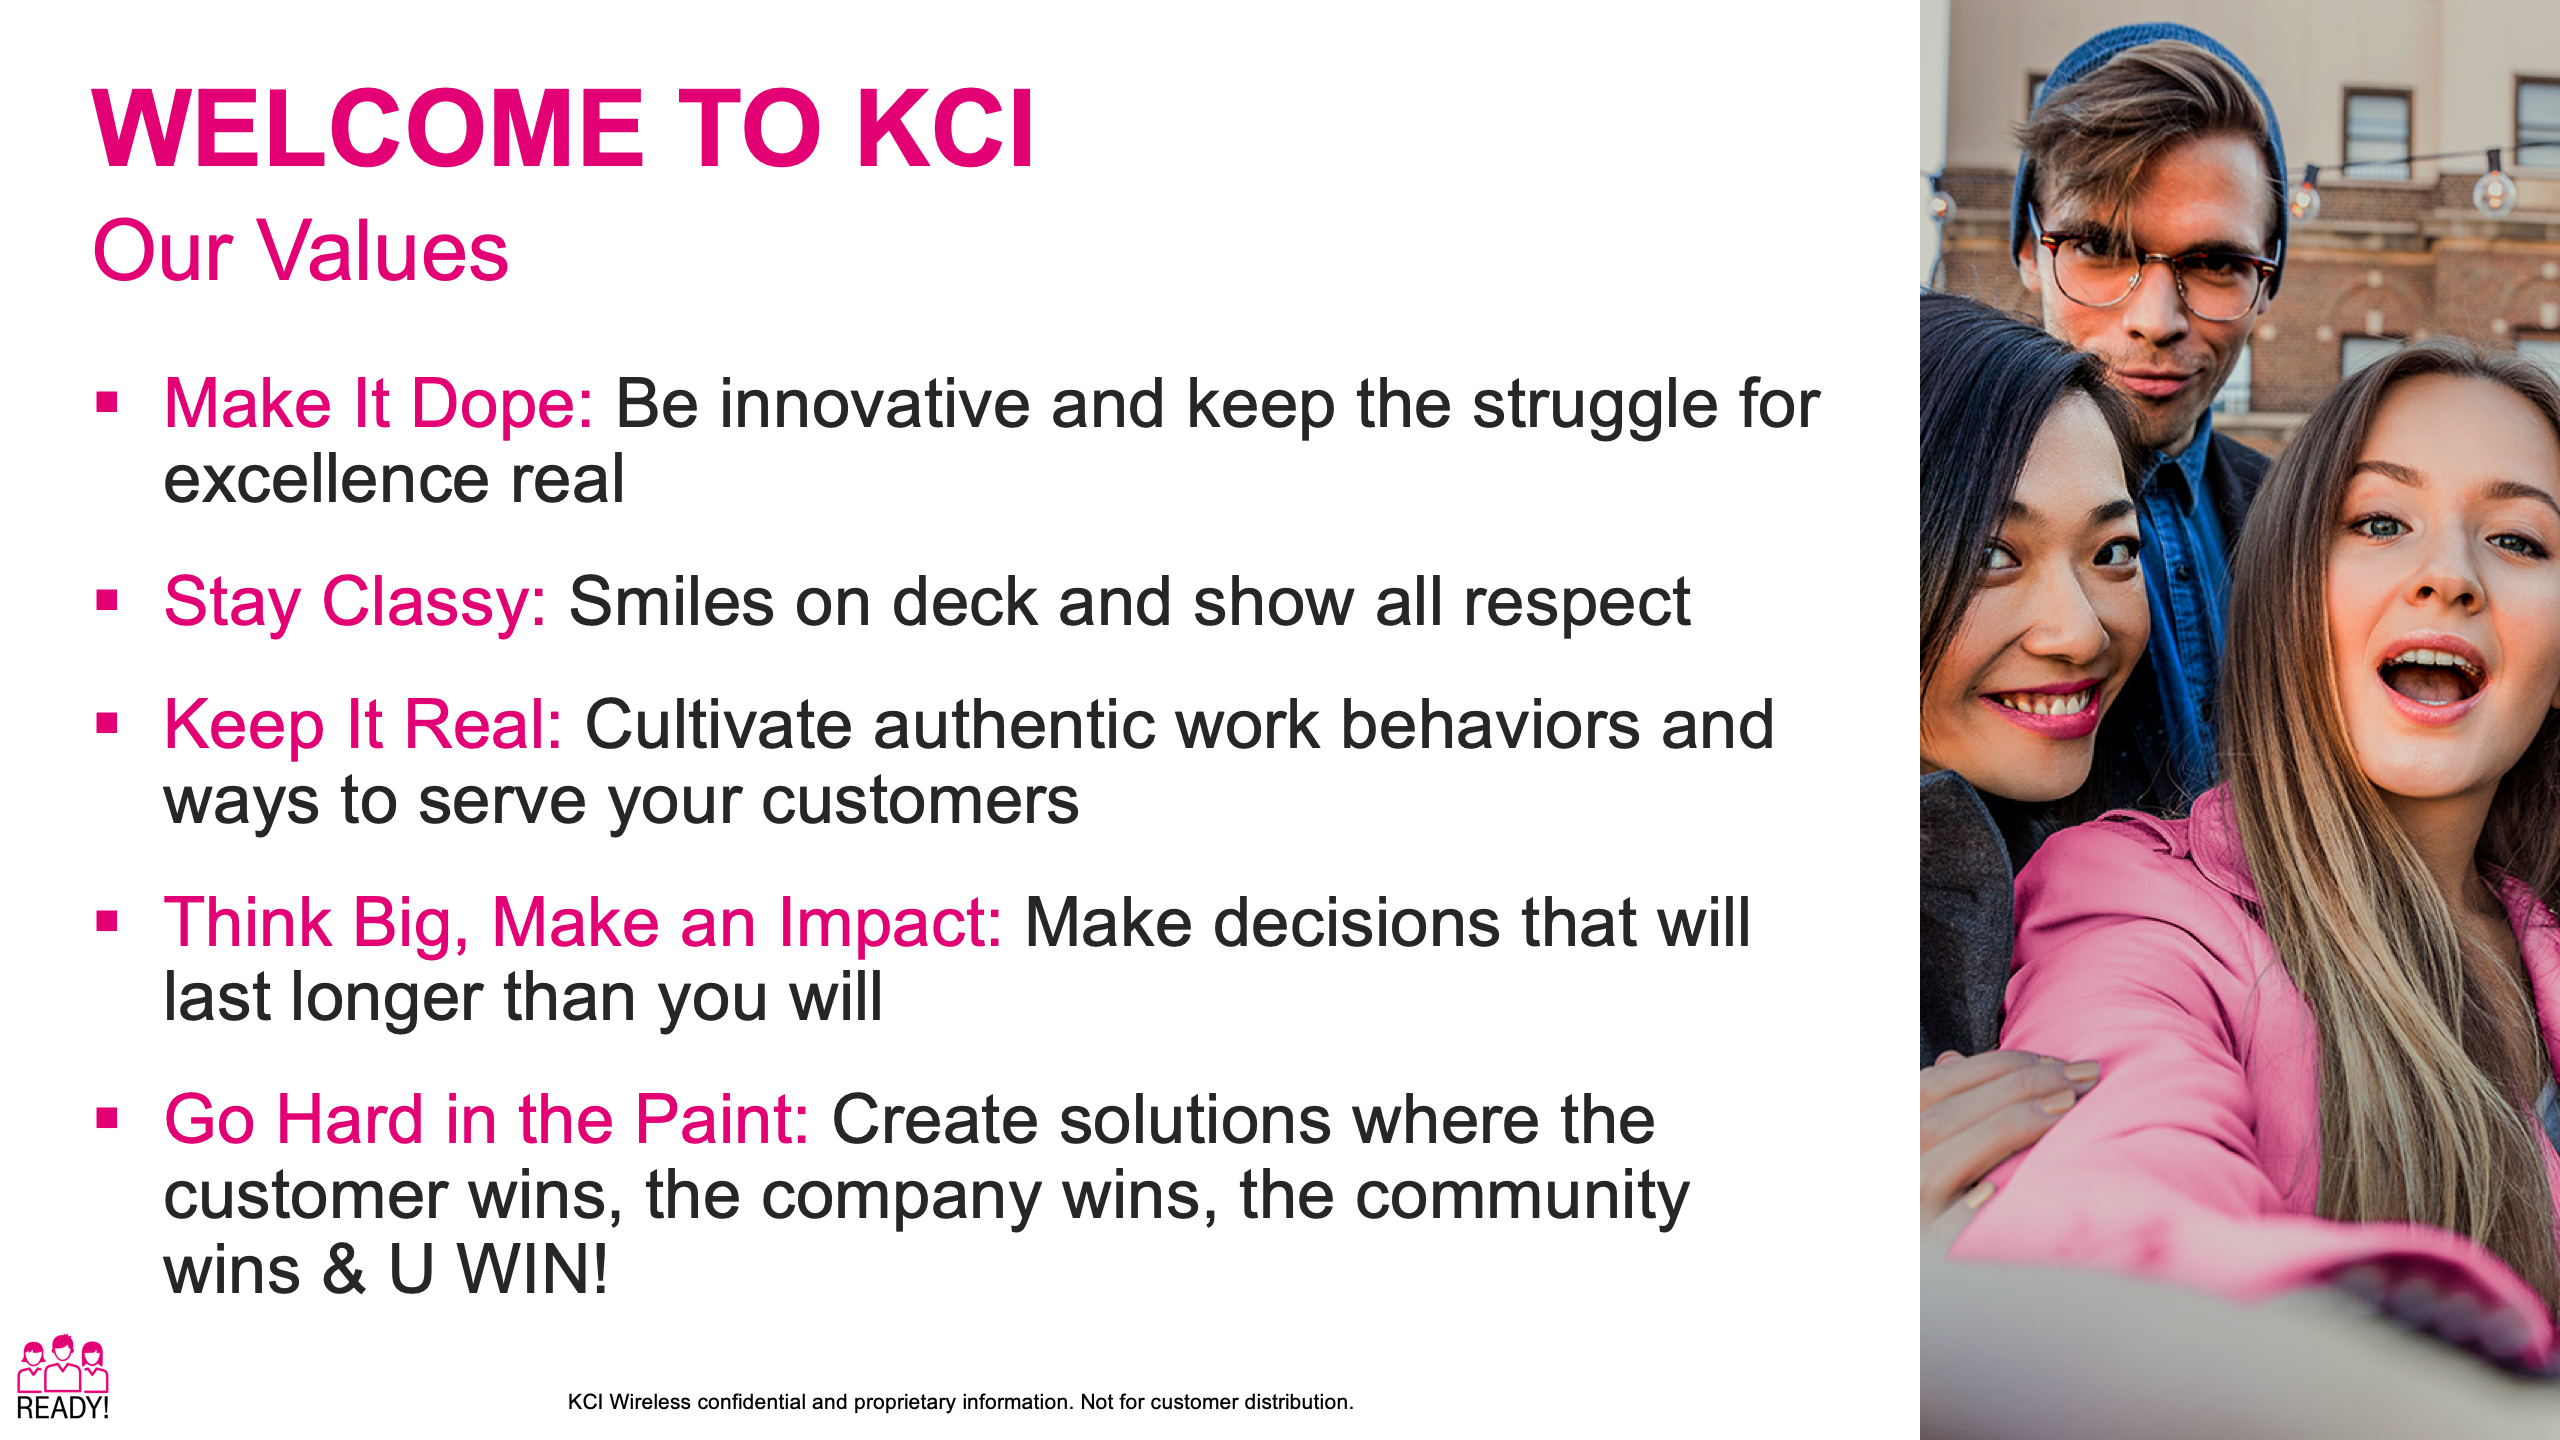 WELCOME TO KCI
Our Values
▪ Make It Dope: Be innovative and keep the struggle for
excellence real
▪ Stay Classy: Smiles on deck and show all respect
▪ Keep It Real: Cultivate authentic work behaviors and
ways to serve your customers
▪ Think Big, Make an Impact: Make decisions that will
last longer than you will
▪ Go Hard in the Paint: Create solutions where the
customer wins, the company wins, the community
wins & U WIN!
READY!
KCI Wireless confidential and proprietary information. Not for customer distribution.